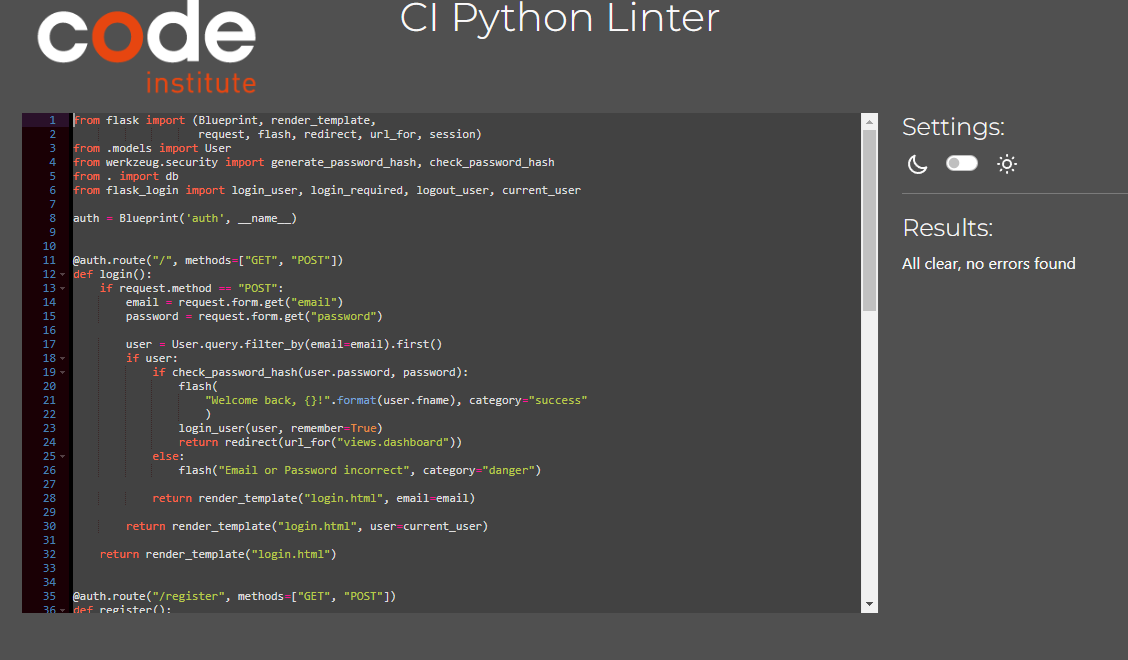 code
institute
CI Python Linter
1 from flask import (Blueprint, render_template,
2 request, flash, redirect, url_for, session)
3 from .models import User
4 from werkzeug.security import generate_password_hash, check_password_hash
5 from . import db
6 from flask_login import login_user, login_required, logout_user, current_user
7
8 auth = Blueprint('auth', __name__)
9
10
11 @auth.route("/", methods=["GET", "POST"])
12 def login():
13 if request.method == "POST":
14 email = request.form.get("email")
15 password = request.form.get("password")
16
17 user = User.query.filter_by(email=email).first()
18 if user:
19 if check_password_hash(user.password, password):
20 flash(
21 "Welcome back, {}!".format(user.fname), category="success"
22 )
23 login_user(user, remember=True)
24 return redirect(url_for("views.dashboard"))
25 else:
26 flash("Email or Password incorrect", category="danger")
27
28 return render_template("login.html", email=email)
29
30 return render_template("login.html", user=current_user)
31
32 return render_template("login.html")
33
34
35 @auth.route("/register", methods=["GET", "POST"])
36 def register():
Settings:
Results:
All clear, no errors found